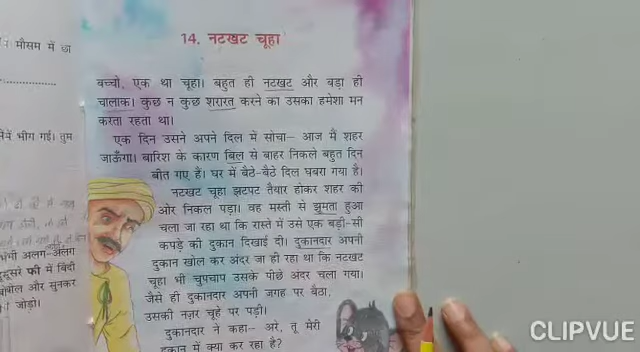 मौसम में छा
14. नटखट चूहा
बच्चो, एक था चूहा। बहुत ही नटखट और बड़ा ही
चालाक। कुछ न कुछ शरारत करने का उसका हमेशा मन
करता रहता था।
भीग गई। तुम
एक दिन उसने अपने दिल में सोचा– आज मैं शहर
जाऊँगा। बारिश के कारण बिल से बाहर निकले बहुत दिन
बीत गए हैं। घर में बैठे-बैठे दिल घबरा गया है।
नटखट चूहा झटपट तैयार होकर शहर की
ओर निकल पड़ा। वह मस्ती से झूमता हुआ
चला जा रहा था कि रास्ते में उसे एक बड़ी-सी
कपड़े की दुकान दिखाई दी। दुकानदार अपनी
दुकान खोल कर अंदर जा ही रहा था कि नटखट
चूहा भी चुपचाप उसके पीछे अंदर चला गया।
जैसे ही दुकानदार अपनी जगह पर बैठा,
उसकी नज़र चूहे पर पड़ी।
दुकानदार ने कहा– अरे, तू मेरी
दुकान में क्या कर रहा है?
अलग-अलग
दूसरे फी में बिंदी
और सुनकर
जोड़ो।
CLIPVUE